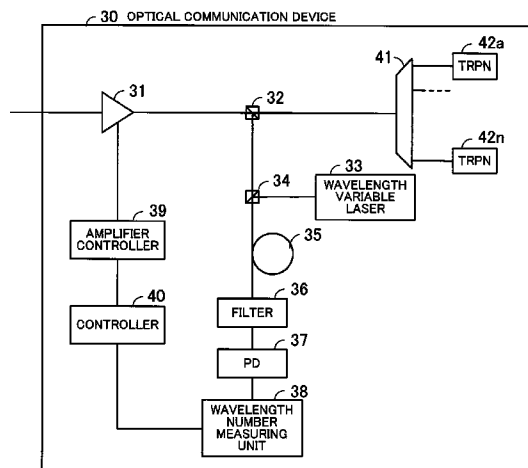 30 OPTICAL COMMUNICATION DEVICE
42a
TRPN
41
31
32
42n
TRPN
33
34
WAVELENGTH
VARIABLE
LASER
39
35
AMPLIFIER
CONTROLLER
36
40
FILTER
CONTROLLER
37
PD
38
WAVELENGTH
NUMBER
MEASURING
UNIT